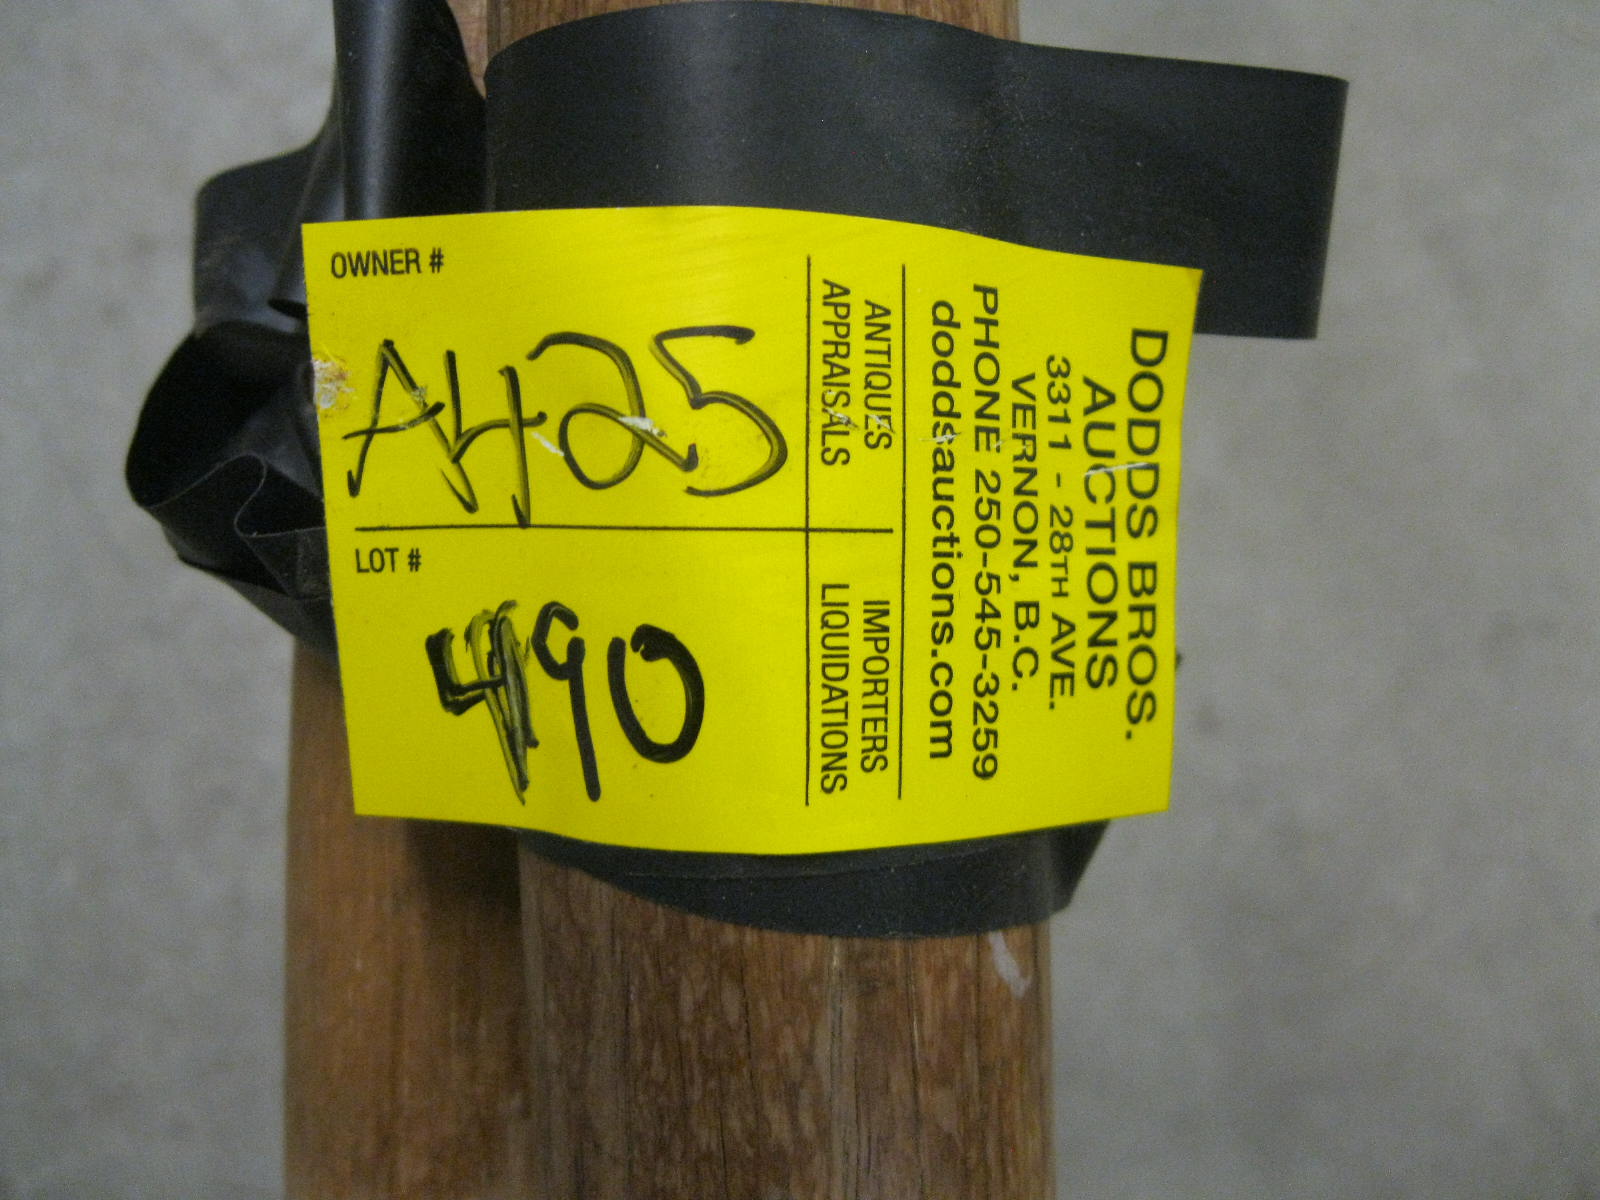 DODDS BROS.
AUCTIONS
3311 - 28TH AVE.
VERNON, B.C.
PHONE 250-545-3259
doddsauctions.com
ANTIQUES
APPRAISALS
IMPORTERS
LIQUIDATIONS
OWNER #
A425
LOT #
490